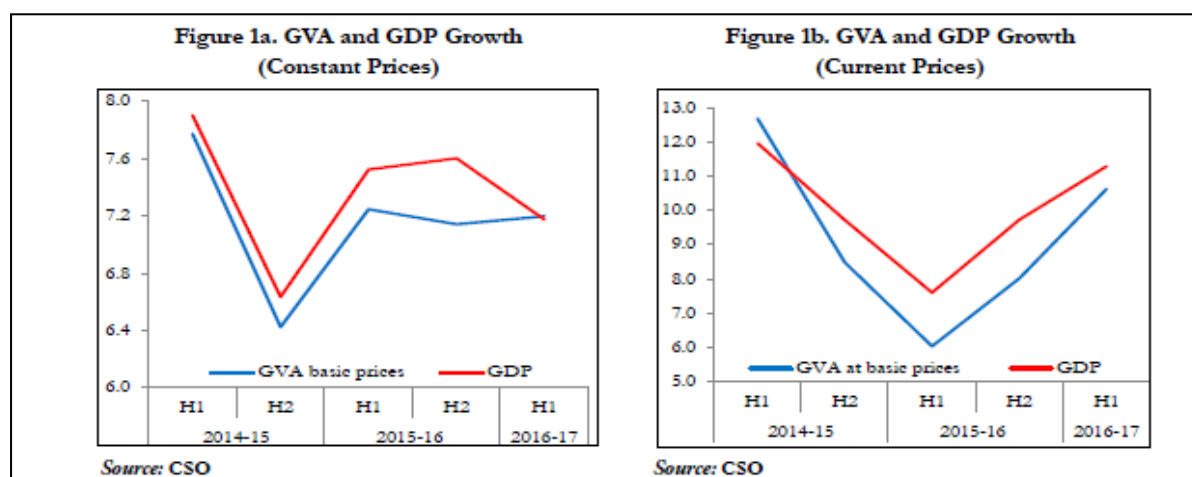 Figure 1a. GVA and GDP Growth
(Constant Prices)
8.0
7.6
7.2
6.8
6.4
6.0
GVA basic prices GDP
H1 H2 H1 H2 H1
2014-15 2015-16 2016-17
Source: CSO
Figure 1b. GVA and GDP Growth
(Current Prices)
13.0
12.0
11.0
10.0
9.0
8.0
7.0
6.0
5.0
GVA at basic prices GDP
H1 H2 H1 H2 H1
2014-15 2015-16 2016-17
Source: CSO